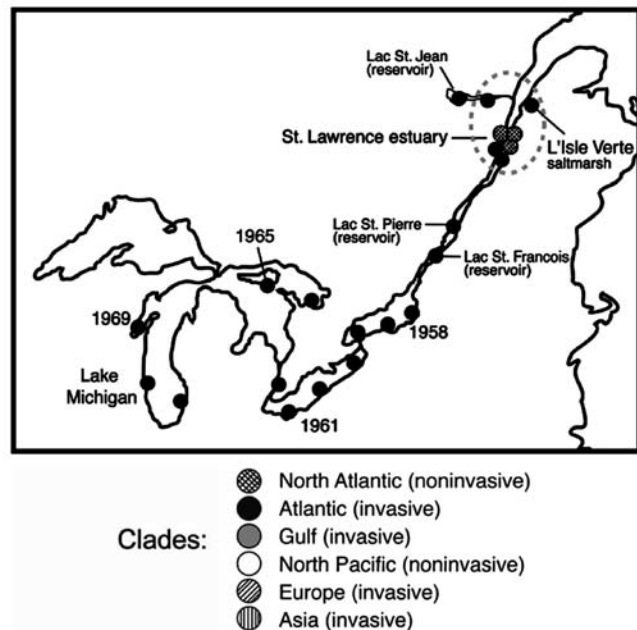 Lac St. Jean
(reservoir)
St. Lawrence estuary
L'Isle Verte
saltmarsh
Lac St. Pierre
(reservoir)
Lac St. Francois
(reservoir)
1965
1969
1958
Lake
Michigan
1961
Clades:
North Atlantic (noninvasive)
Atlantic (invasive)
Gulf (invasive)
North Pacific (noninvasive)
Europe (invasive)
Asia (invasive)